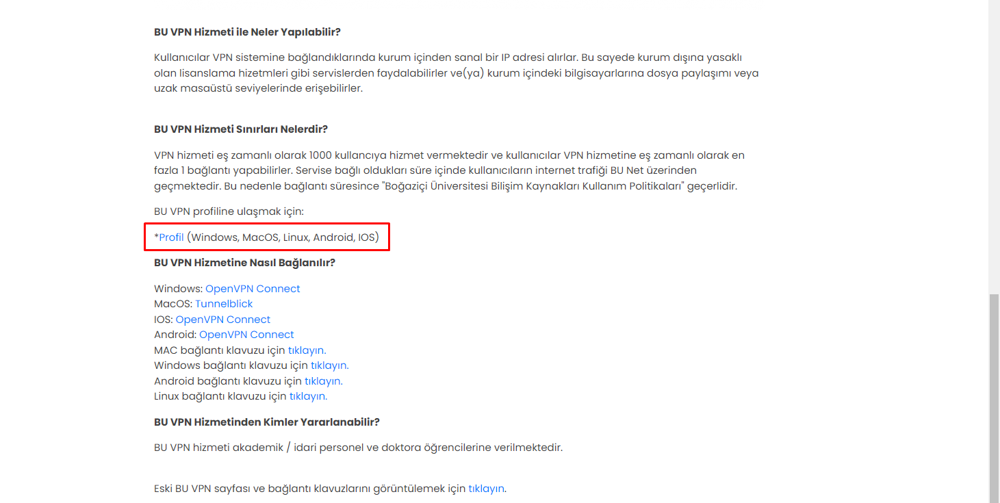 BU VPN Hizmeti ile Neler Yapılabilir?
Kullanıcılar VPN sistemine bağlandıklarında kurum içinden sanal bir IP adresi alırlar. Bu sayede kurum dışına yasaklı
olan lisanslama hizetmleri gibi servislerden faydalabilirler ve(ya) kurum içindeki bilgisayarlarına dosya paylaşımı veya
uzak masaüstü seviyelerinde erişebilirler.
BU VPN Hizmeti Sınırları Nelerdir?
VPN hizmeti eş zamanlı olarak 1000 kullancıya hizmet vermektedir ve kullanıcılar VPN hizmetine eş zamanlı olarak en
fazla 1 bağlantı yapabilirler. Servise bağlı oldukları süre içinde kullanıcıların internet trafiği BU Net üzerinden
geçmektedir. Bu nedenle bağlantı süresince "Boğaziçi Üniversitesi Bilişim Kaynakları Kullanım Politikaları" geçerlidir.
BU VPN profiline ulaşmak için:
*Profil (Windows, MacOS, Linux, Android, IOS)
BU VPN Hizmetine Nasıl Bağlanılır?
Windows: OpenVPN Connect
MacOS: Tunnelblick
IOS: OpenVPN Connect
Android: OpenVPN Connect
MAC bağlantı klavuzu için tıklayın.
Windows bağlantı klavuzu için tıklayın.
Android bağlantı klavuzu için tıklayın.
Linux bağlantı klavuzu için tıklayın.
BU VPN Hizmetinden Kimler Yararlanabilir?
BU VPN hizmeti akademik / idari personel ve doktora öğrencilerine verilmektedir.
Eski BU VPN sayfası ve bağlantı klavuzlarını görüntülemek için tıklayın.